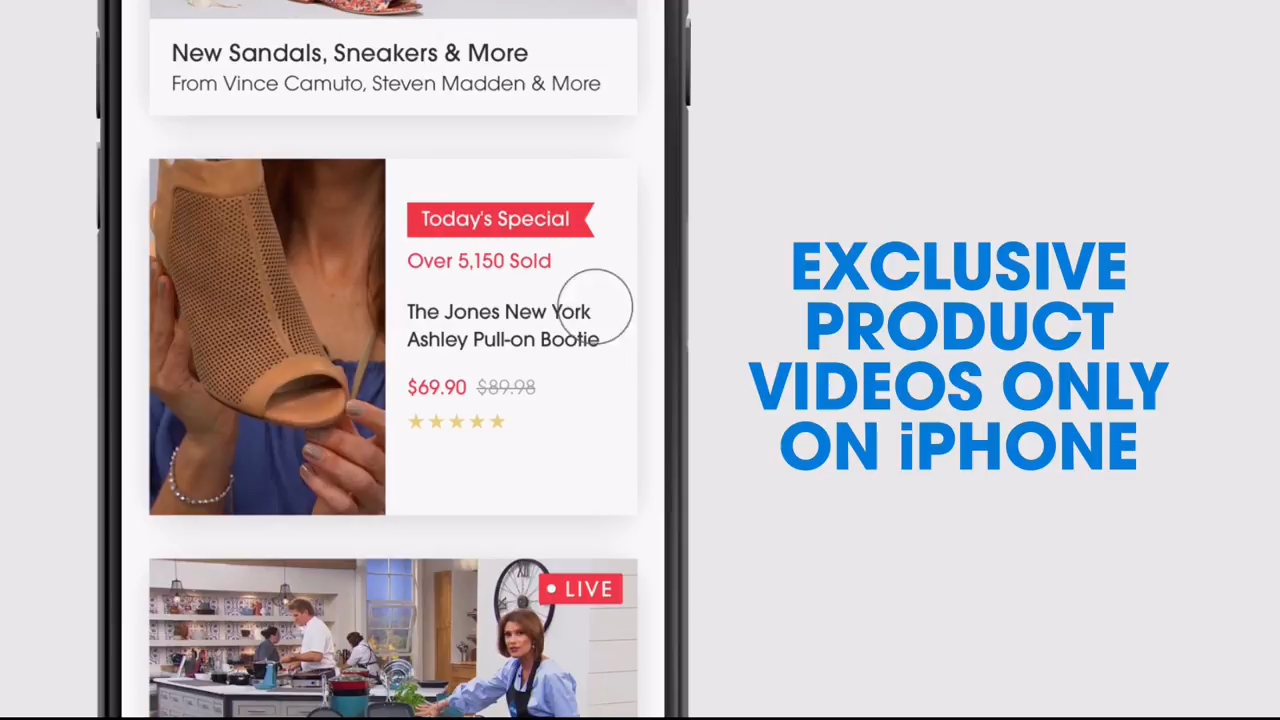 New Sandals, Sneakers & More
From Vince Camuto, Steven Madden & More
Today's Special
Over 5,150 Sold
The Jones New York
Ashley Pull-on Bootie
$69.90 $89.98
LIVE
EXCLUSIVE
PRODUCT
VIDEOS ONLY
ON iPHONE